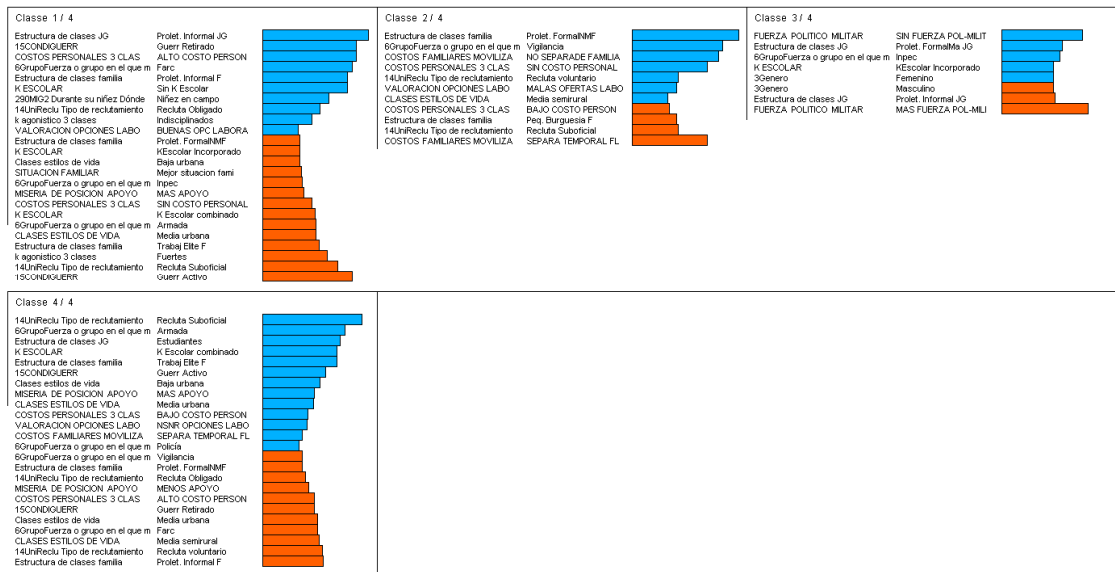 Classe 1 / 4
Estructura de clases JG Prolet. Informal JG
15CONDIGUERR Guerr Retirado
COSTOS PERSONALES 3 CLAS ALTO COSTO PERSON
6GrupoFuerza o grupo en el que m Farc
Estructura de clases familia Prolet. Informal F
K ESCOLAR Sin K Escolar
290MIG2 Durante su niñez Dónde Niñez en campo
14UniReclu Tipo de reclutamiento Recluta Obligado
k agonistico 3 clases Indisciplinados
VALORACION OPCIONES LABO BUENAS OPC LABORA
Estructura de clases familia Prolet. FormalNMF
K ESCOLAR KEscolar Incorporado
Clases estilos de vida Baja urbana
SITUACION FAMILIAR Mejor situacion fami
6GrupoFuerza o grupo en el que m Inpec
MISERIA DE POSICION APOYO MAS APOYO
COSTOS PERSONALES 3 CLAS SIN COSTO PERSONAL
K ESCOLAR K Escolar combinado
6GrupoFuerza o grupo en el que m Armada
CLASES ESTILOS DE VIDA Media urbana
Estructura de clases familia Trabaj Elite F
k agonistico 3 clases Fuertes
14UniReclu Tipo de reclutamiento Recluta Suboficial
15CONDIGUERR Guerr Activo
Classe 2 / 4
Estructura de clases familia Prolet. FormalNMF
6GrupoFuerza o grupo en el que m Vigilancia
COSTOS FAMILIARES MOVILIZA NO SEPARADE FAMILIA
COSTOS PERSONALES 3 CLAS SIN COSTO PERSONAL
14UniReclu Tipo de reclutamiento Recluta voluntario
VALORACION OPCIONES LABO MALAS OFERTAS LABO
CLASES ESTILOS DE VIDA Media semirural
COSTOS PERSONALES 3 CLAS BAJO COSTO PERSON
Estructura de clases familia Peq. Burguesia F
14UniReclu Tipo de reclutamiento Recluta Suboficial
COSTOS FAMILIARES MOVILIZA SEPARA TEMPORAL FL
Classe 3 / 4
FUERZA POLITICO MILITAR SIN FUERZA POL-MILIT
Estructura de clases JG Prolet. FormalMa JG
6GrupoFuerza o grupo en el que m Inpec
K ESCOLAR KEscolar Incorporado
3Genero Femenino
3Genero Masculino
Estructura de clases JG Prolet. Informal JG
FUERZA POLITICO MILITAR MAS FUERZA POL-MILI
Classe 4 / 4
14UniReclu Tipo de reclutamiento Recluta Suboficial
6GrupoFuerza o grupo en el que m Armada
Estructura de clases JG Estudiantes
K ESCOLAR K Escolar combinado
Estructura de clases familia Trabaj Elite F
15CONDIGUERR Guerr Activo
Clases estilos de vida Baja urbana
MISERIA DE POSICION APOYO MAS APOYO
CLASES ESTILOS DE VIDA Media urbana
COSTOS PERSONALES 3 CLAS BAJO COSTO PERSON
VALORACION OPCIONES LABO NSNR OPCIONES LABO
COSTOS FAMILIARES MOVILIZA SEPARA TEMPORAL FL
6GrupoFuerza o grupo en el que m Policía
6GrupoFuerza o grupo en el que m Vigilancia
Estructura de clases familia Prolet. FormalNMF
14UniReclu Tipo de reclutamiento Recluta Obligado
MISERIA DE POSICION APOYO MENOS APOYO
COSTOS PERSONALES 3 CLAS ALTO COSTO PERSON
15CONDIGUERR Guerr Retirado
Clases estilos de vida Media urbana
6GrupoFuerza o grupo en el que m Farc
CLASES ESTILOS DE VIDA Media semirural
14UniReclu Tipo de reclutamiento Recluta voluntario
Estructura de clases familia Prolet. Informal F